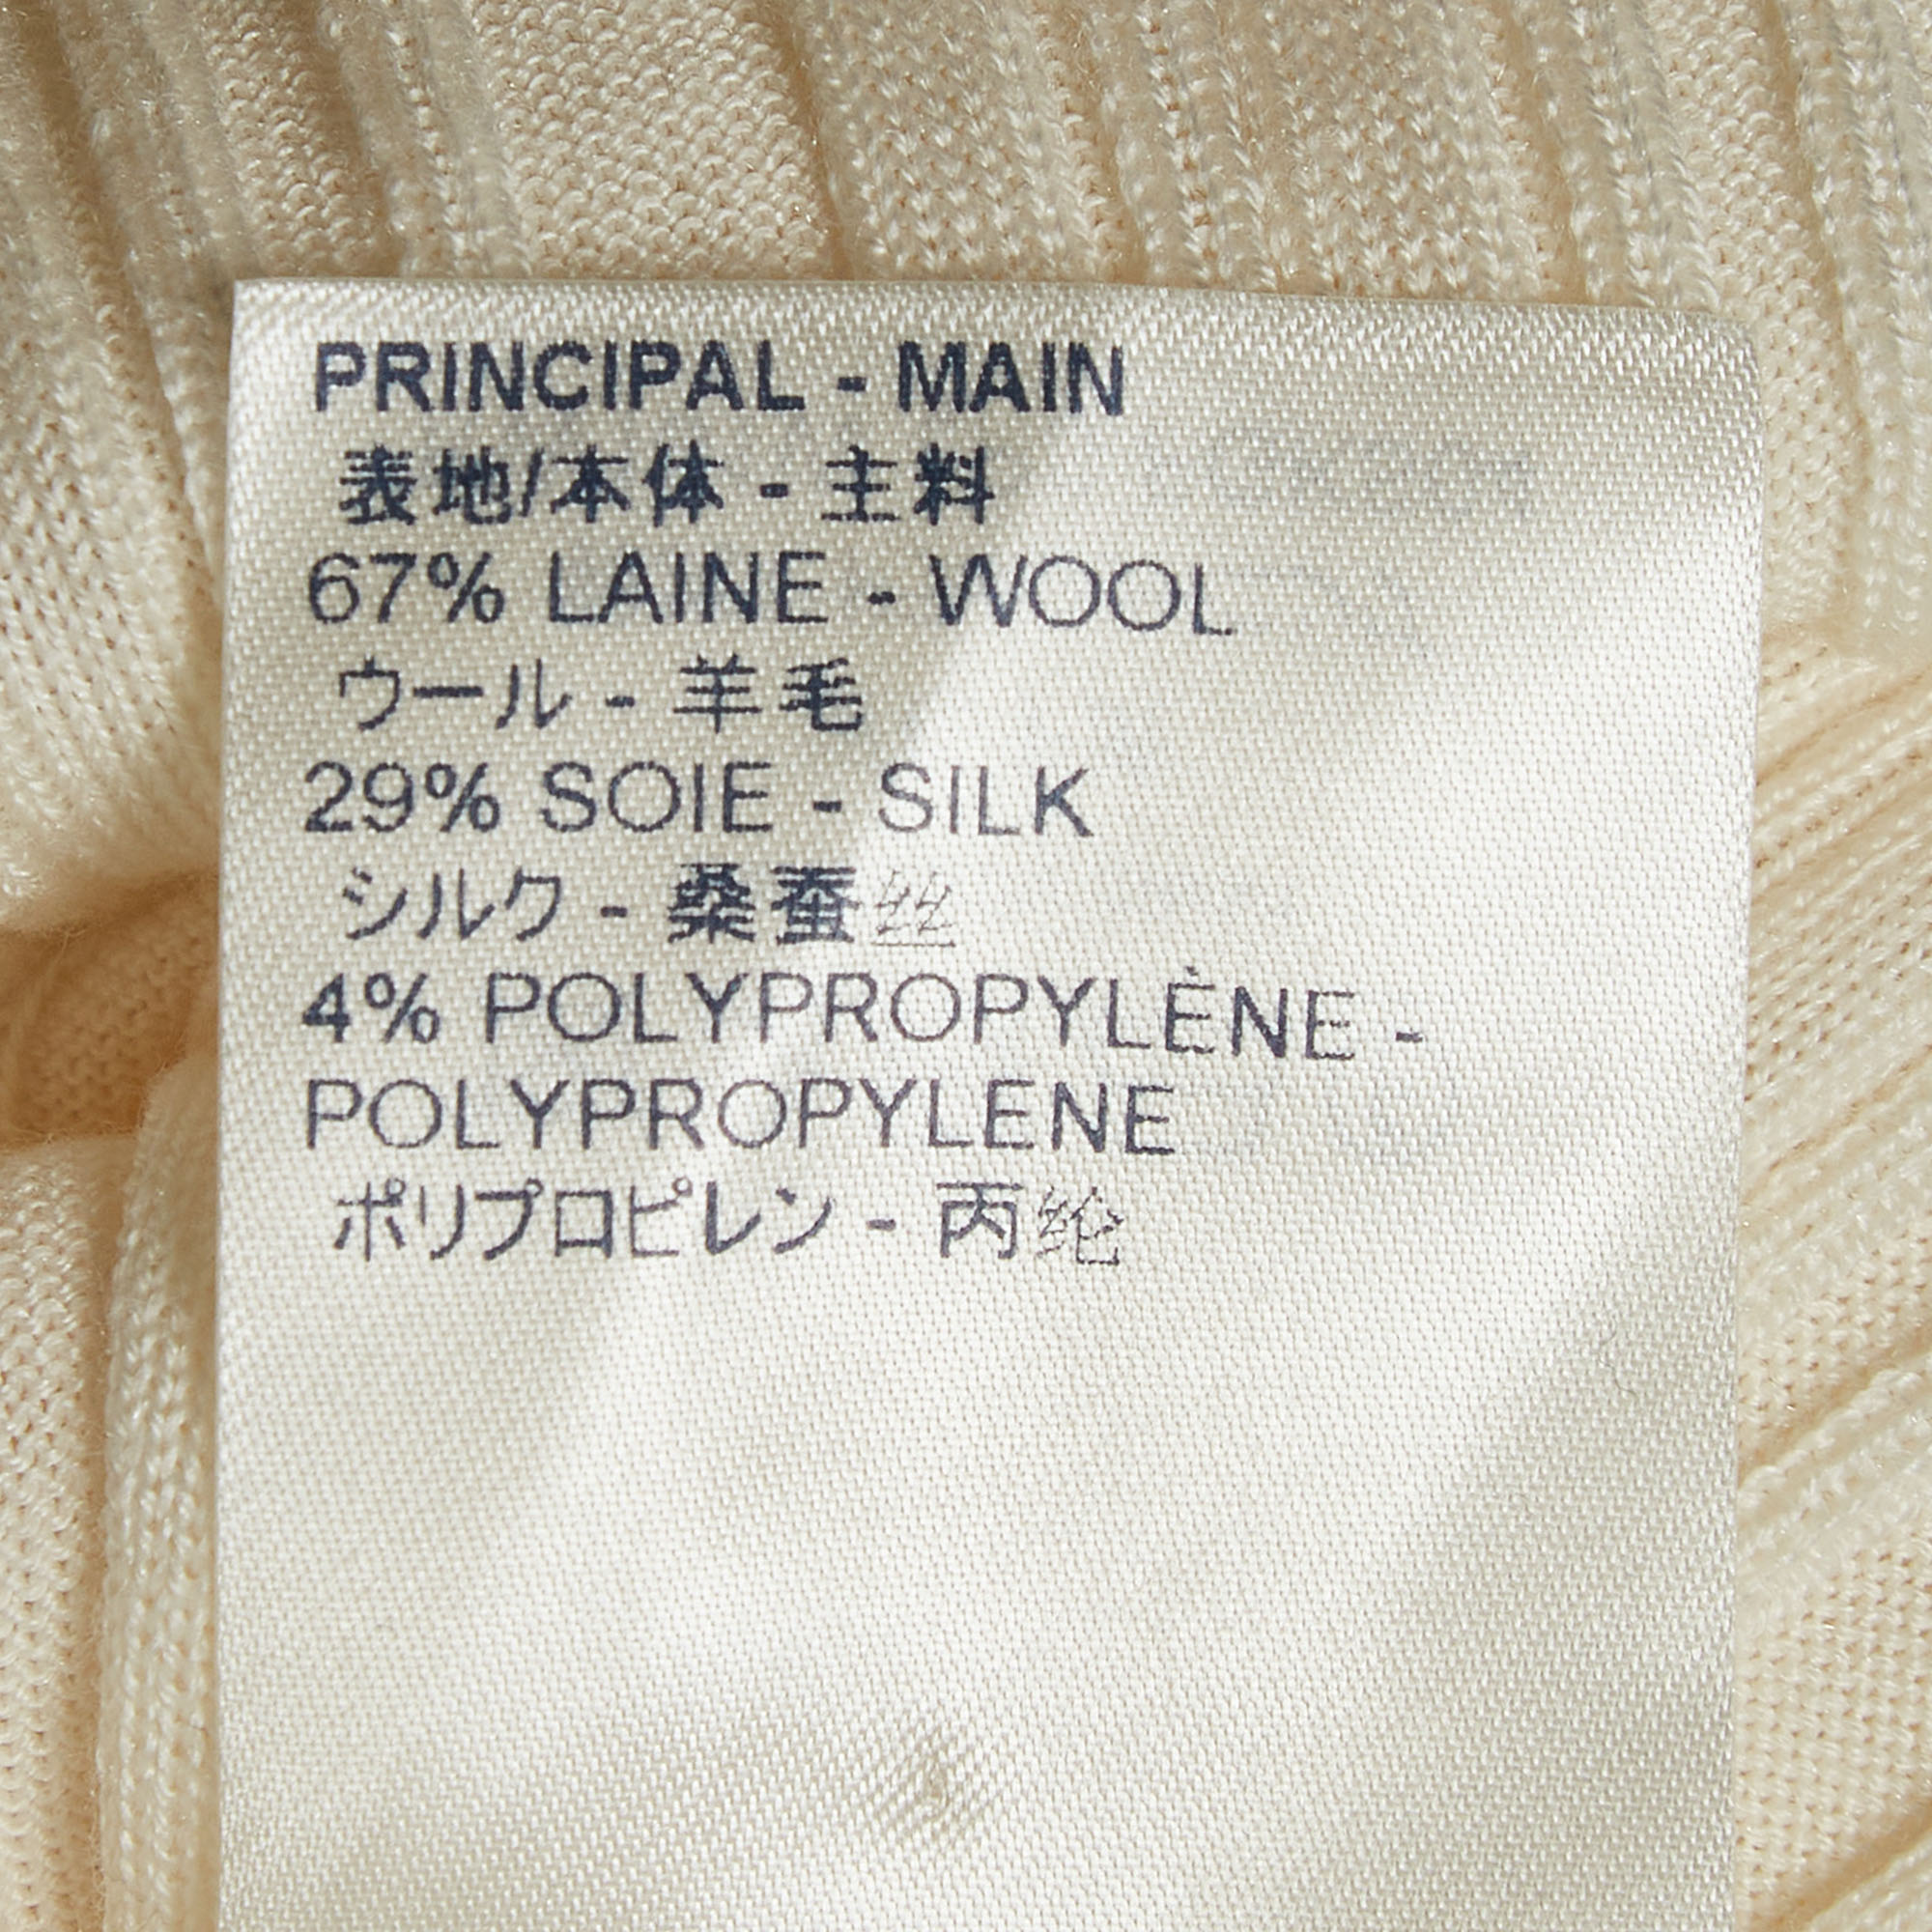 PRINCIPAL - MAIN
表地/本体 - 主料
67% LAINE - WOOL
ウール - 羊毛
29% SOIE - SILK
シルク - 桑蚕丝
4% POLYPROPYLÈNE -
POLYPROPYLENE
ポリプロピレン - 丙纶